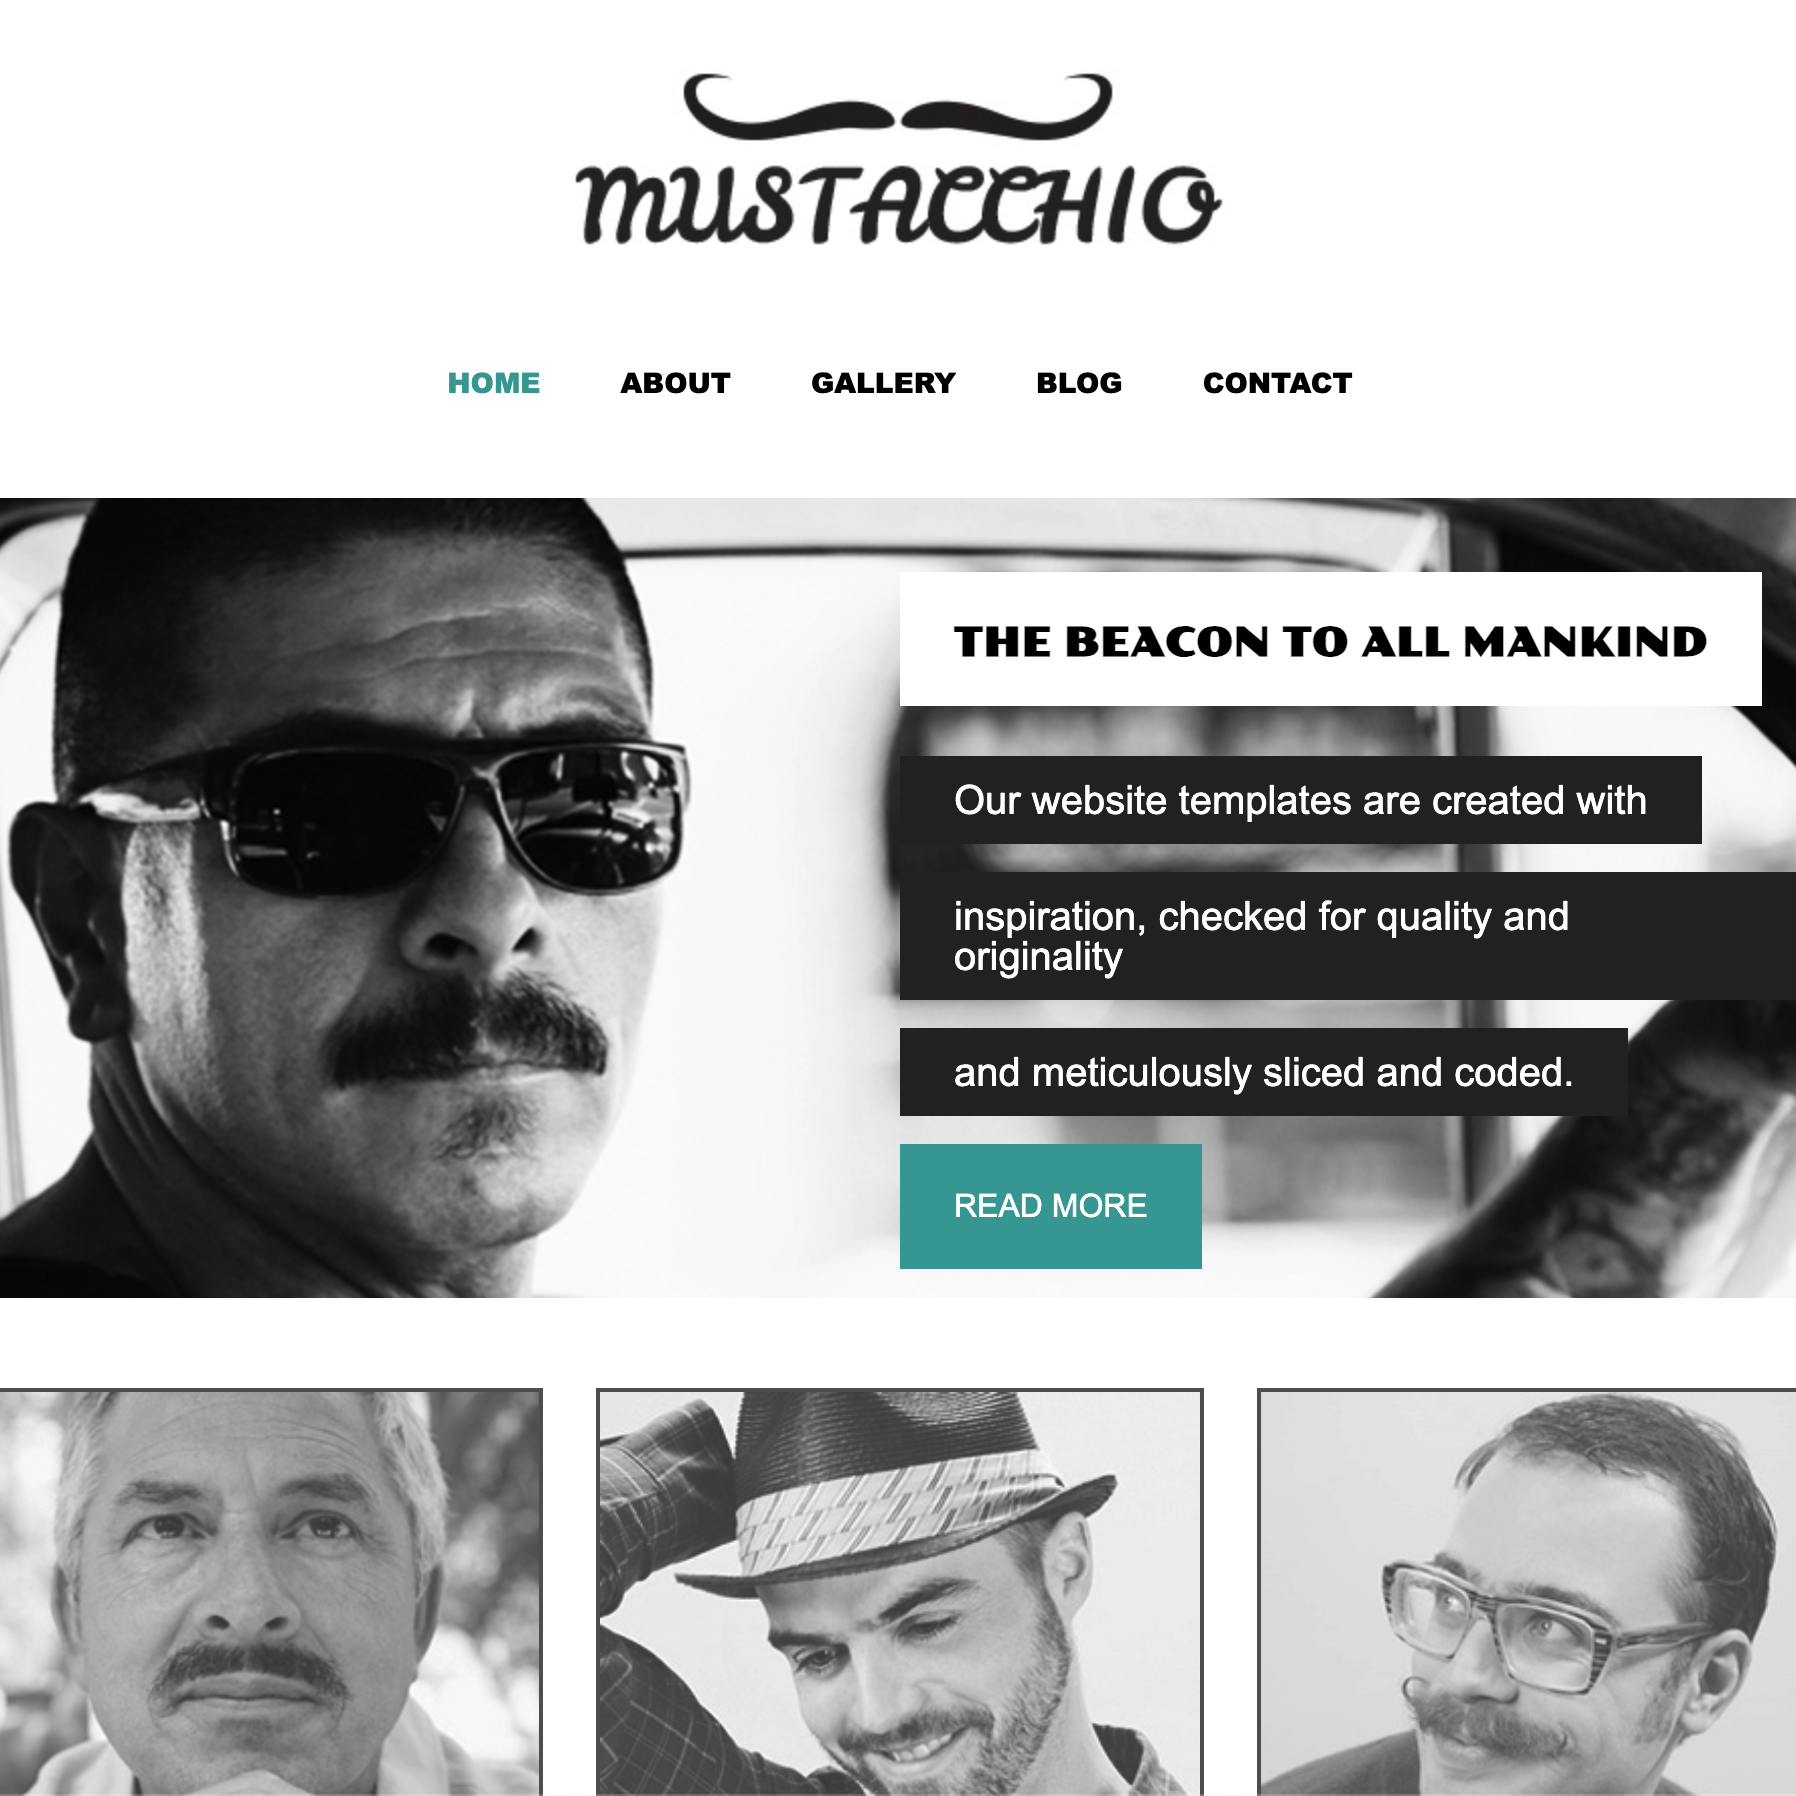 MUSTACCHIO
HOME ABOUT GALLERY BLOG CONTACT
THE BEACON TO ALL MANKIND
Our website templates are created with
inspiration, checked for quality and
originality
and meticulously sliced and coded.
READ MORE